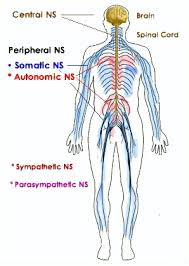 Central NS
Brain
Spinal Cord
Peripheral NS
• Somatic NS
* Autonomic NS
* Sympathetic NS
* Parasympathetic NS